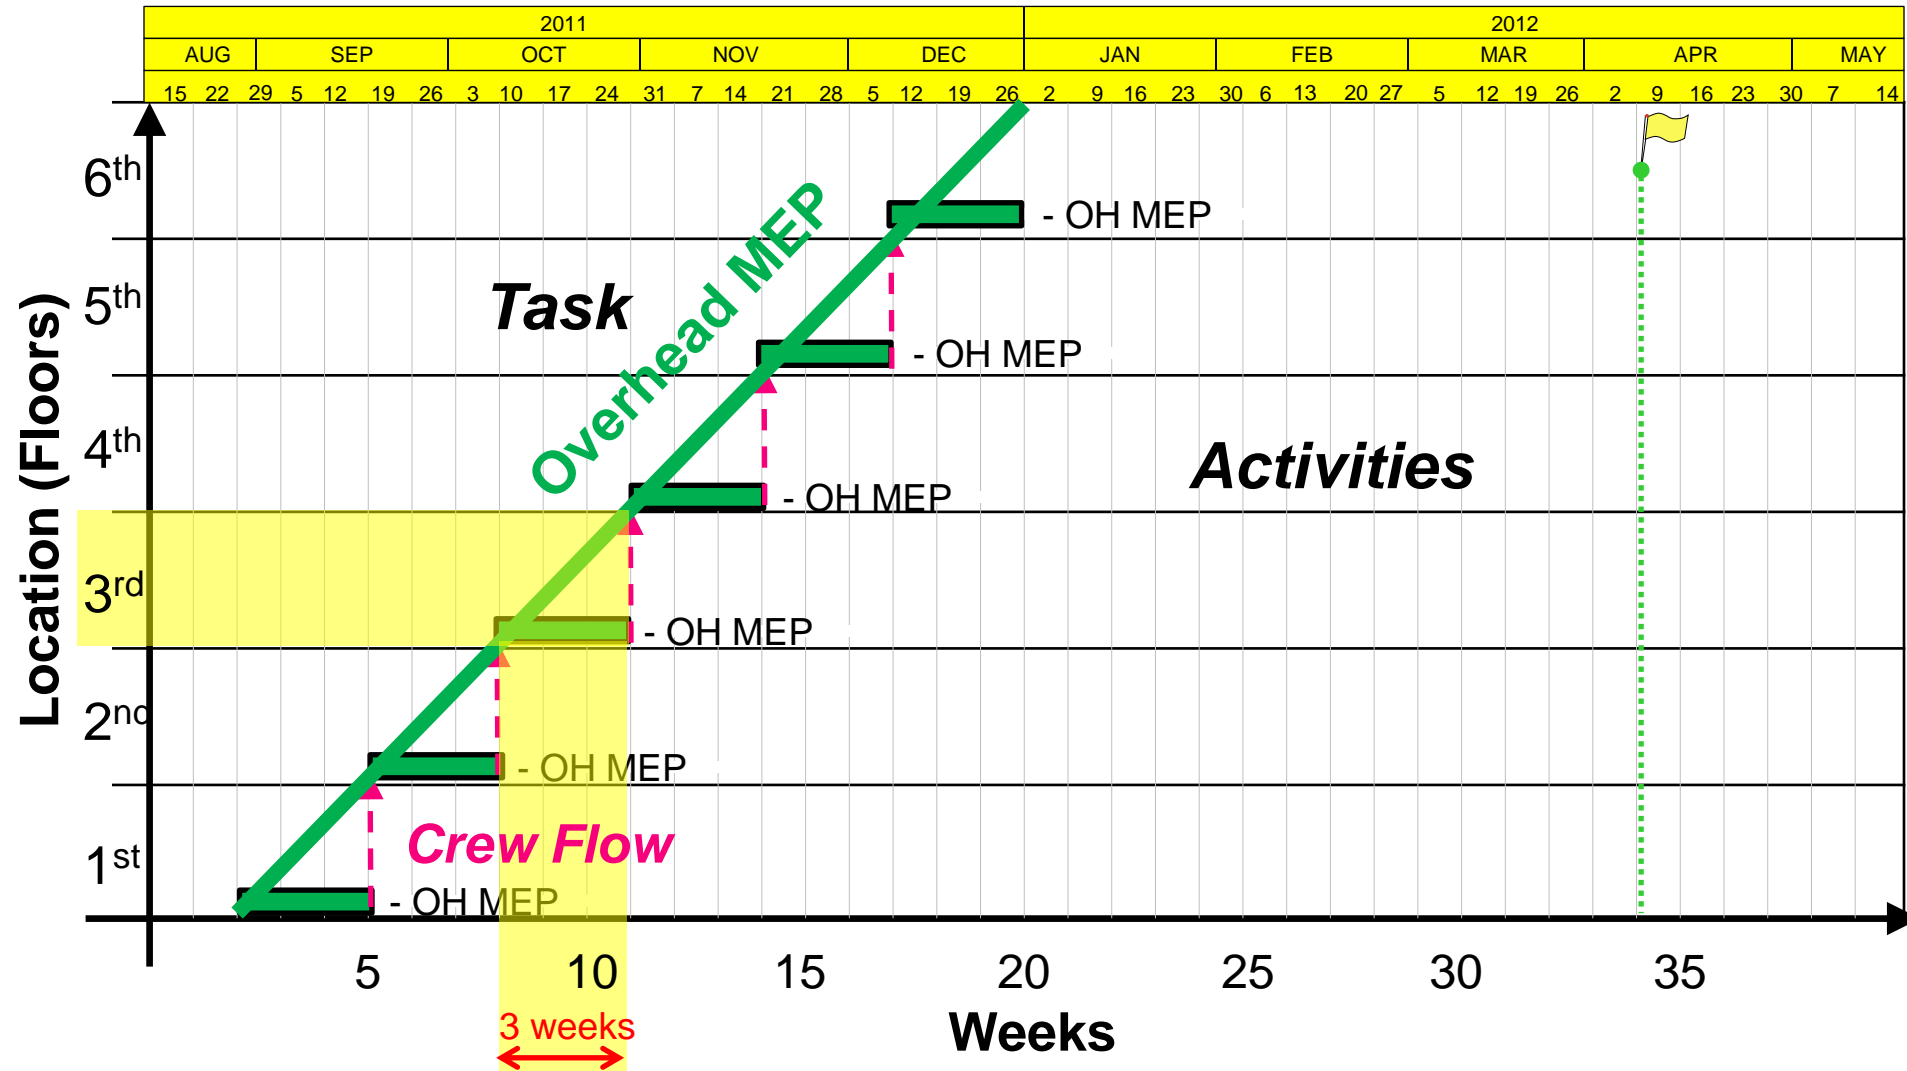 2011 2012
AUG SEP OCT NOV DEC JAN FEB MAR APR MAY
15 22 29 5 12 19 26 3 10 17 24 31 7 14 21 28 5 12 19 26 2 9 16 23 30 6 13 20 27 5 12 19 26 2 9 16 23 30 7 14
6th
- OH MEP
Overhead MEP
Task
5th
- OH MEP
Location (Floors)
4th
Activities
- OH MEP
3rd
- OH MEP
2nd
- OH MEP
Crew Flow
1st
- OH MEP
5 10 15 20 25 30 35
3 weeks
Weeks